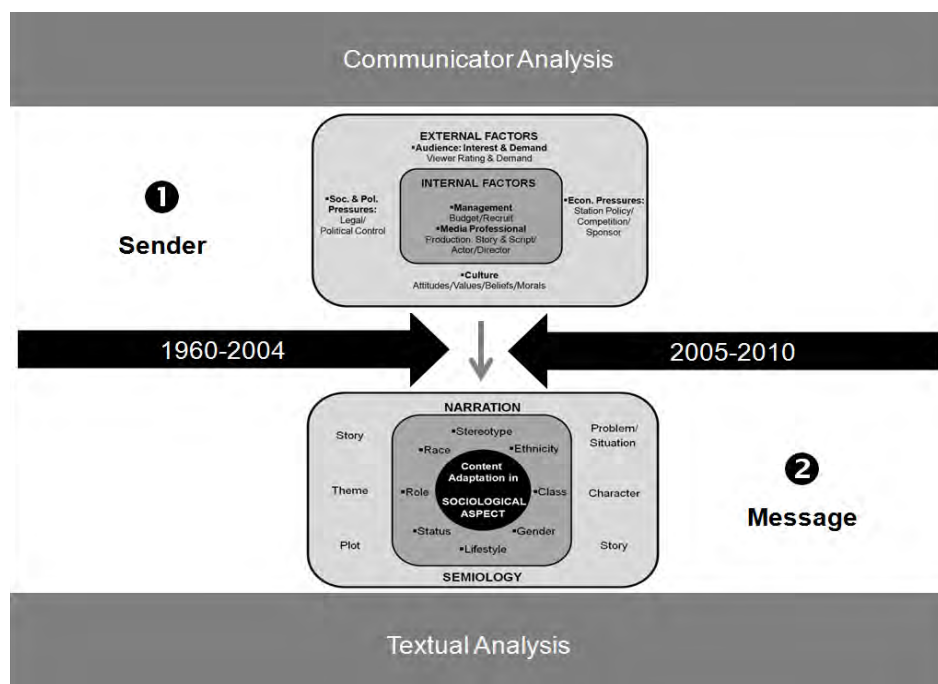 Communicator Analysis
EXTERNAL FACTORS
▪Audience: Interest & Demand
Viewer Rating & Demand
INTERNAL FACTORS
▪Management
Budget/Recruit
▪Media Professional
Production: Story & Script/
Actor/Director
▪Soc. & Pol.
Pressures:
Legal/
Political Control
▪Econ. Pressures:
Station Policy/
Competition/
Sponsor
▪Culture
Attitudes/Values/Beliefs/Morals
1
Sender
1960-2004
2005-2010
NARRATION
Story
Theme
Plot
▪Stereotype
▪Race
▪Ethnicity
▪Role
▪Class
▪Status
▪Gender
▪Lifestyle
Content
Adaptation in
SOCIOLOGICAL
ASPECT
Problem/
Situation
Character
Story
SEMIOLOGY
2
Message
Textual Analysis